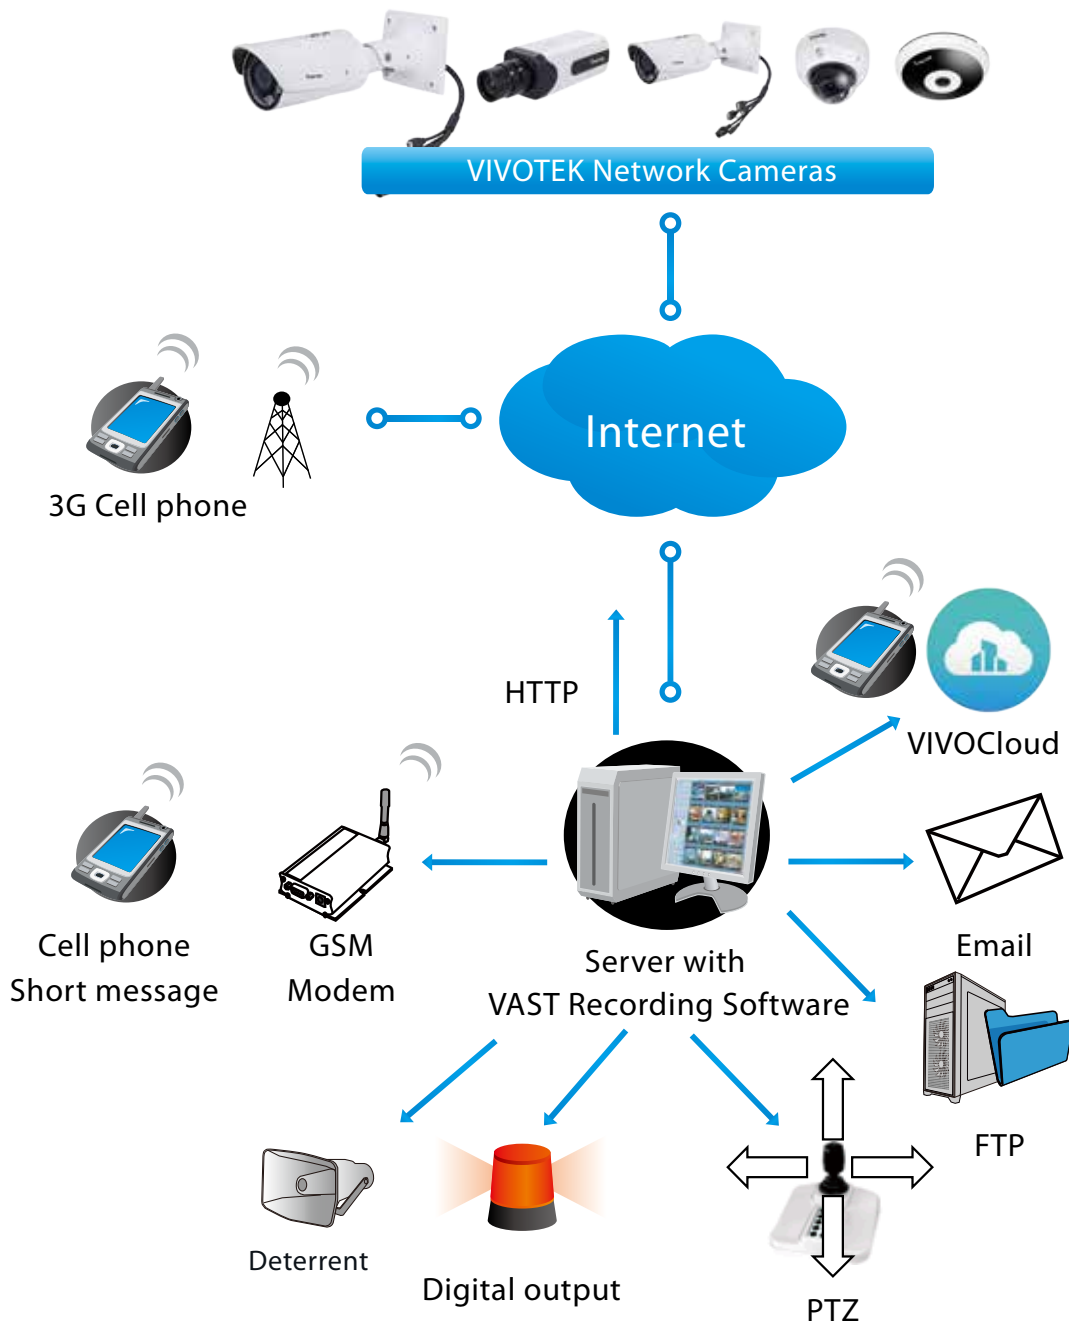 VIVOTEK Network Cameras
Internet
3G Cell phone
HTTP
VIVOCloud
Cell phone
Short message
GSM
Modem
Server with
VAST Recording Software
Email
FTP
Deterrent
Digital output
PTZ